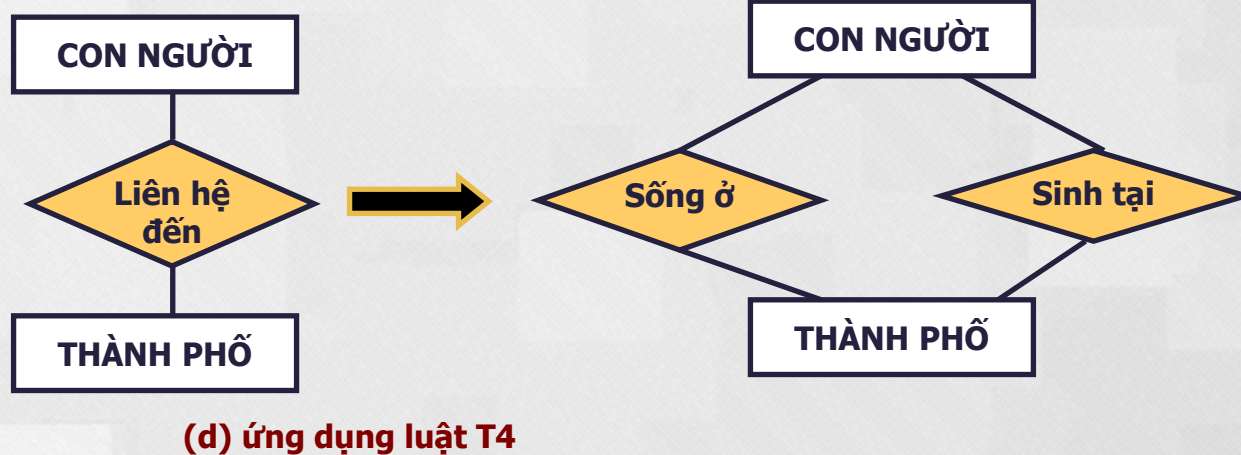 CON NGƯỜI
Liên hệ
đến
THÀNH PHỐ
CON NGƯỜI
Sống ở
Sinh tại
THÀNH PHỐ
(d) ứng dụng luật T4